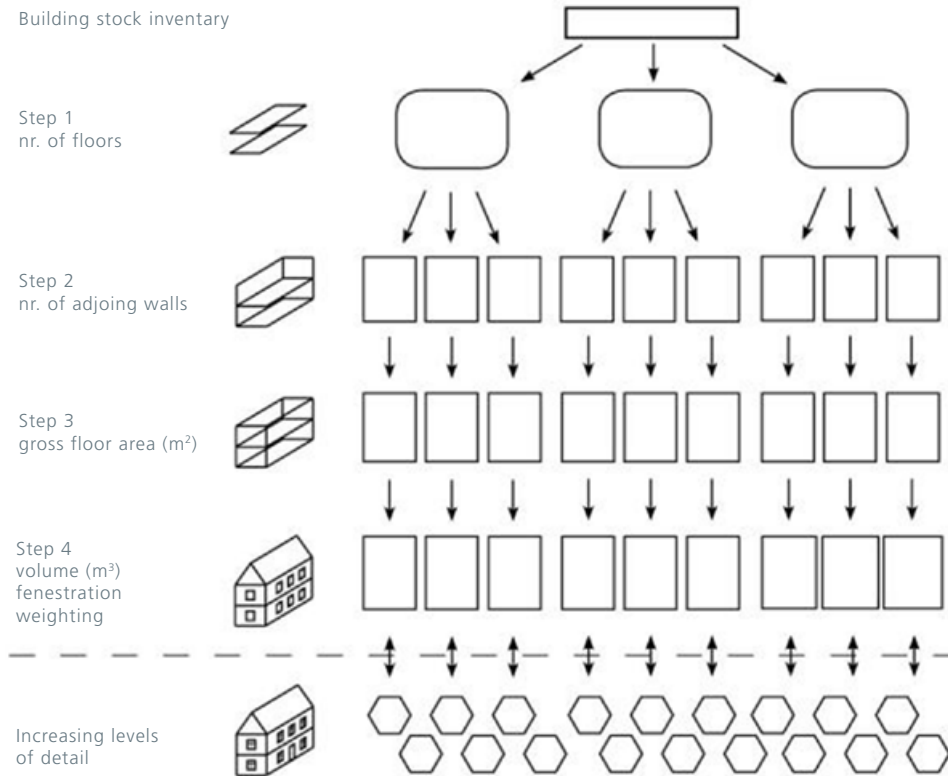 Building stock inventory
Step 1
nr. of floors
Step 2
nr. of adjoing walls
Step 3
gross floor area (m²)
Step 4
volume (m³)
fenestration
weighting
Increasing levels
of detail